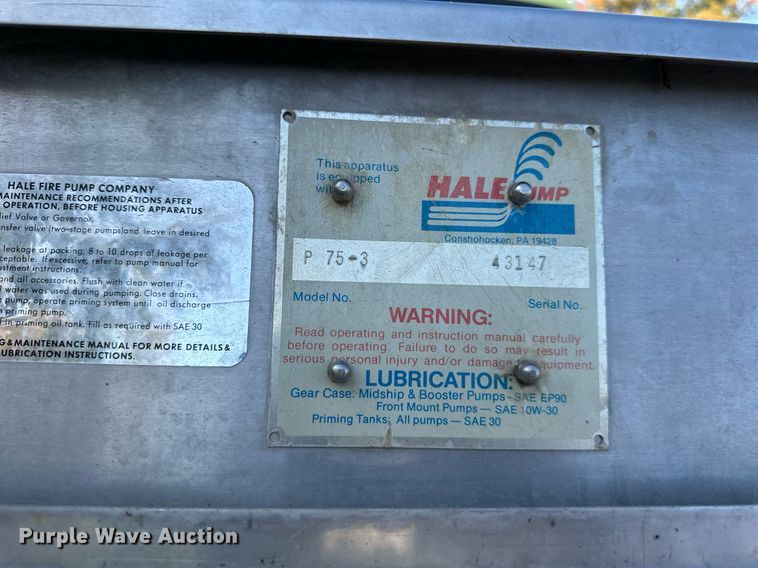 HALE FIRE PUMP COMPANY
MAINTENANCE RECOMMENDATIONS AFTER
OPERATION, BEFORE HOUSING APPARATUS
lief Valve or Governor.
nsfer valve (two-stage pumps) and leave in desired
leakage at packing. 8 to 10 drops of leakage per
ceptable. If excessive, refer to pump manual for
ustment instructions.
and all accessories. Flush with clean water if
water was used during pumping. Close drains.
pump, operate priming system until oil discharge
m priming pump.
l in priming oil tank. Fill as required with SAE 30
G & MAINTENANCE MANUAL FOR MORE DETAILS &
UBRICATION INSTRUCTIONS.
This apparatus
is equipped
with
HALE PUMP
Conshohocken, PA 19428
P 75-3 43147
Model No. Serial No.
WARNING:
Read operating and instruction manual carefully
before operating. Failure to do so may result in
serious personal injury and/or damage to equipment.
LUBRICATION:
Gear Case: Midship & Booster Pumps - SAE EP90
Front Mount Pumps — SAE 10W-30
Priming Tanks: All pumps — SAE 30
Purple Wave Auction